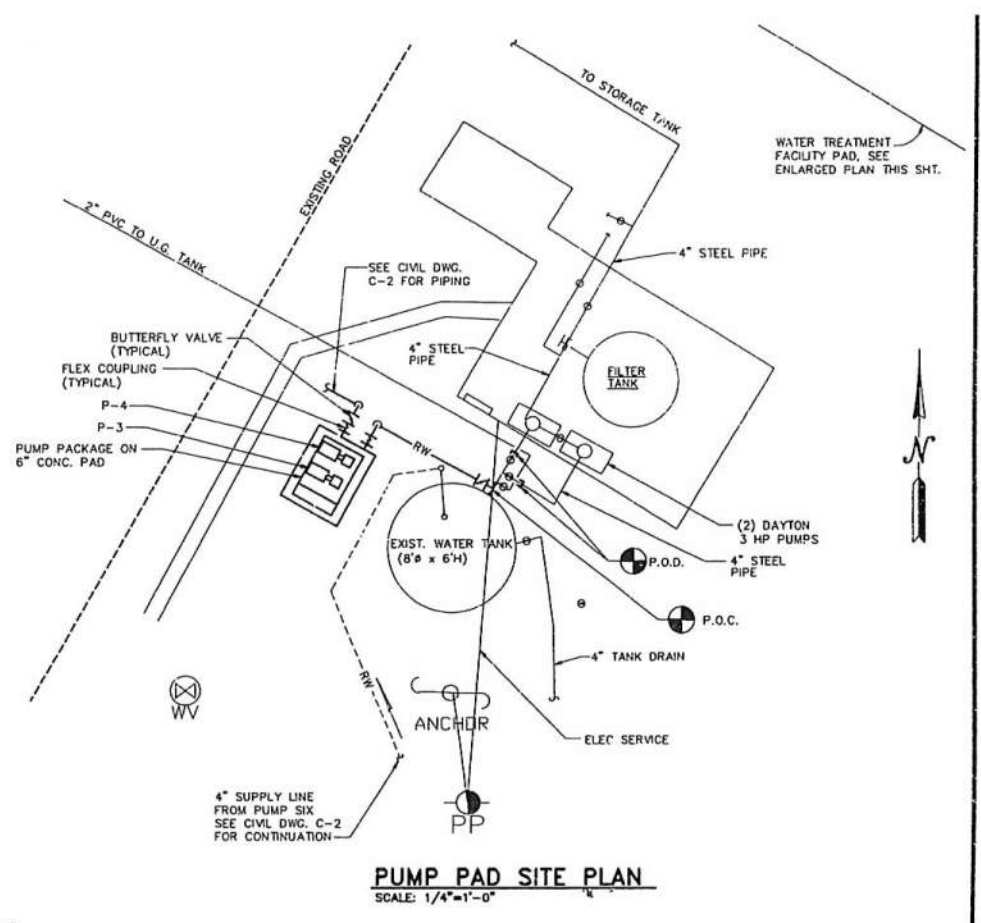 TO STORAGE TANK
WATER TREATMENT
FACILITY PAD, SEE
ENLARGED PLAN THIS SHT.
EXISTING ROAD
2" PVC TO U.G. TANK
4" STEEL PIPE
SEE CIVIL DWG.
C-2 FOR PIPING
BUTTERFLY VALVE
(TYPICAL)
4" STEEL
PIPE
FLEX COUPLING
(TYPICAL)
FILTER
TANK
P-4
P-3
PUMP PACKAGE ON
6" CONC. PAD
RW
N
(2) DAYTON
3 HP PUMPS
EXIST. WATER TANK
(8'ø x 6'H)
P.O.D.
4" STEEL
PIPE
P.O.C.
4" TANK DRAIN
RW
WV
ANCHOR
ELEC SERVICE
4" SUPPLY LINE
FROM PUMP SIX
SEE CIVIL DWG. C-2
FOR CONTINUATION
PP
PUMP PAD SITE PLAN
SCALE: 1/4"=1'-0"